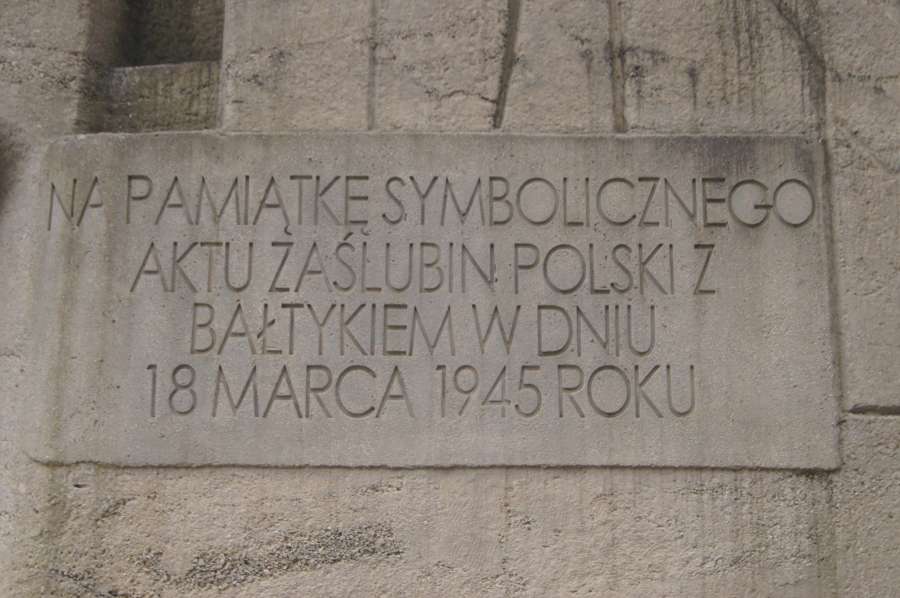 NA PAMIĄTKĘ SYMBOLICZNEGO
AKTU ZAŚLUBIN POLSKI Z
BAŁTYKIEM W DNIU
18 MARCA 1945 ROKU